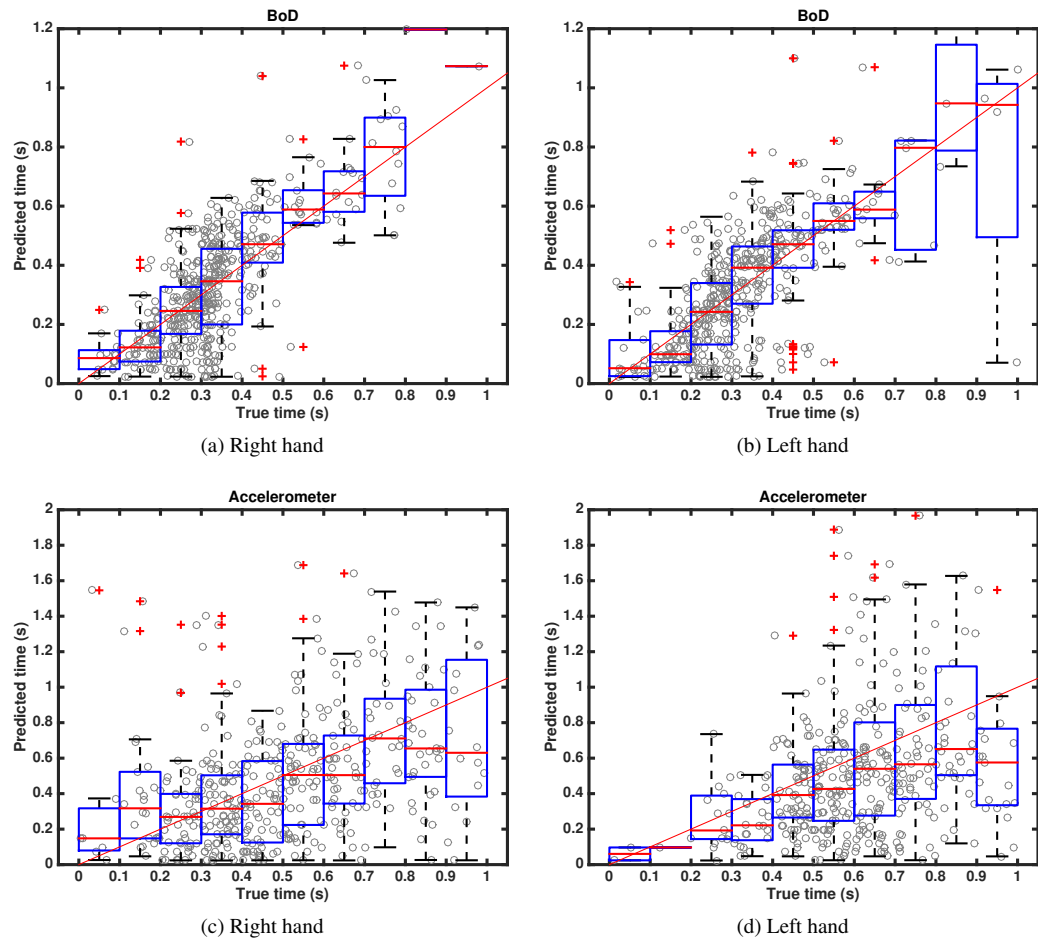 BoD
1.2
1
0.8
0.6
0.4
0.2
0
Predicted time (s)
0 0.1 0.2 0.3 0.4 0.5 0.6 0.7 0.8 0.9 1
True time (s)
(a) Right hand
BoD
1.2
1
0.8
0.6
0.4
0.2
0
Predicted time (s)
0 0.1 0.2 0.3 0.4 0.5 0.6 0.7 0.8 0.9 1
True time (s)
(b) Left hand
Accelerometer
2
1.8
1.6
1.4
1.2
1
0.8
0.6
0.4
0.2
0
Predicted time (s)
0 0.1 0.2 0.3 0.4 0.5 0.6 0.7 0.8 0.9 1
True time (s)
(c) Right hand
Accelerometer
2
1.8
1.6
1.4
1.2
1
0.8
0.6
0.4
0.2
0
Predicted time (s)
0 0.1 0.2 0.3 0.4 0.5 0.6 0.7 0.8 0.9 1
True time (s)
(d) Left hand